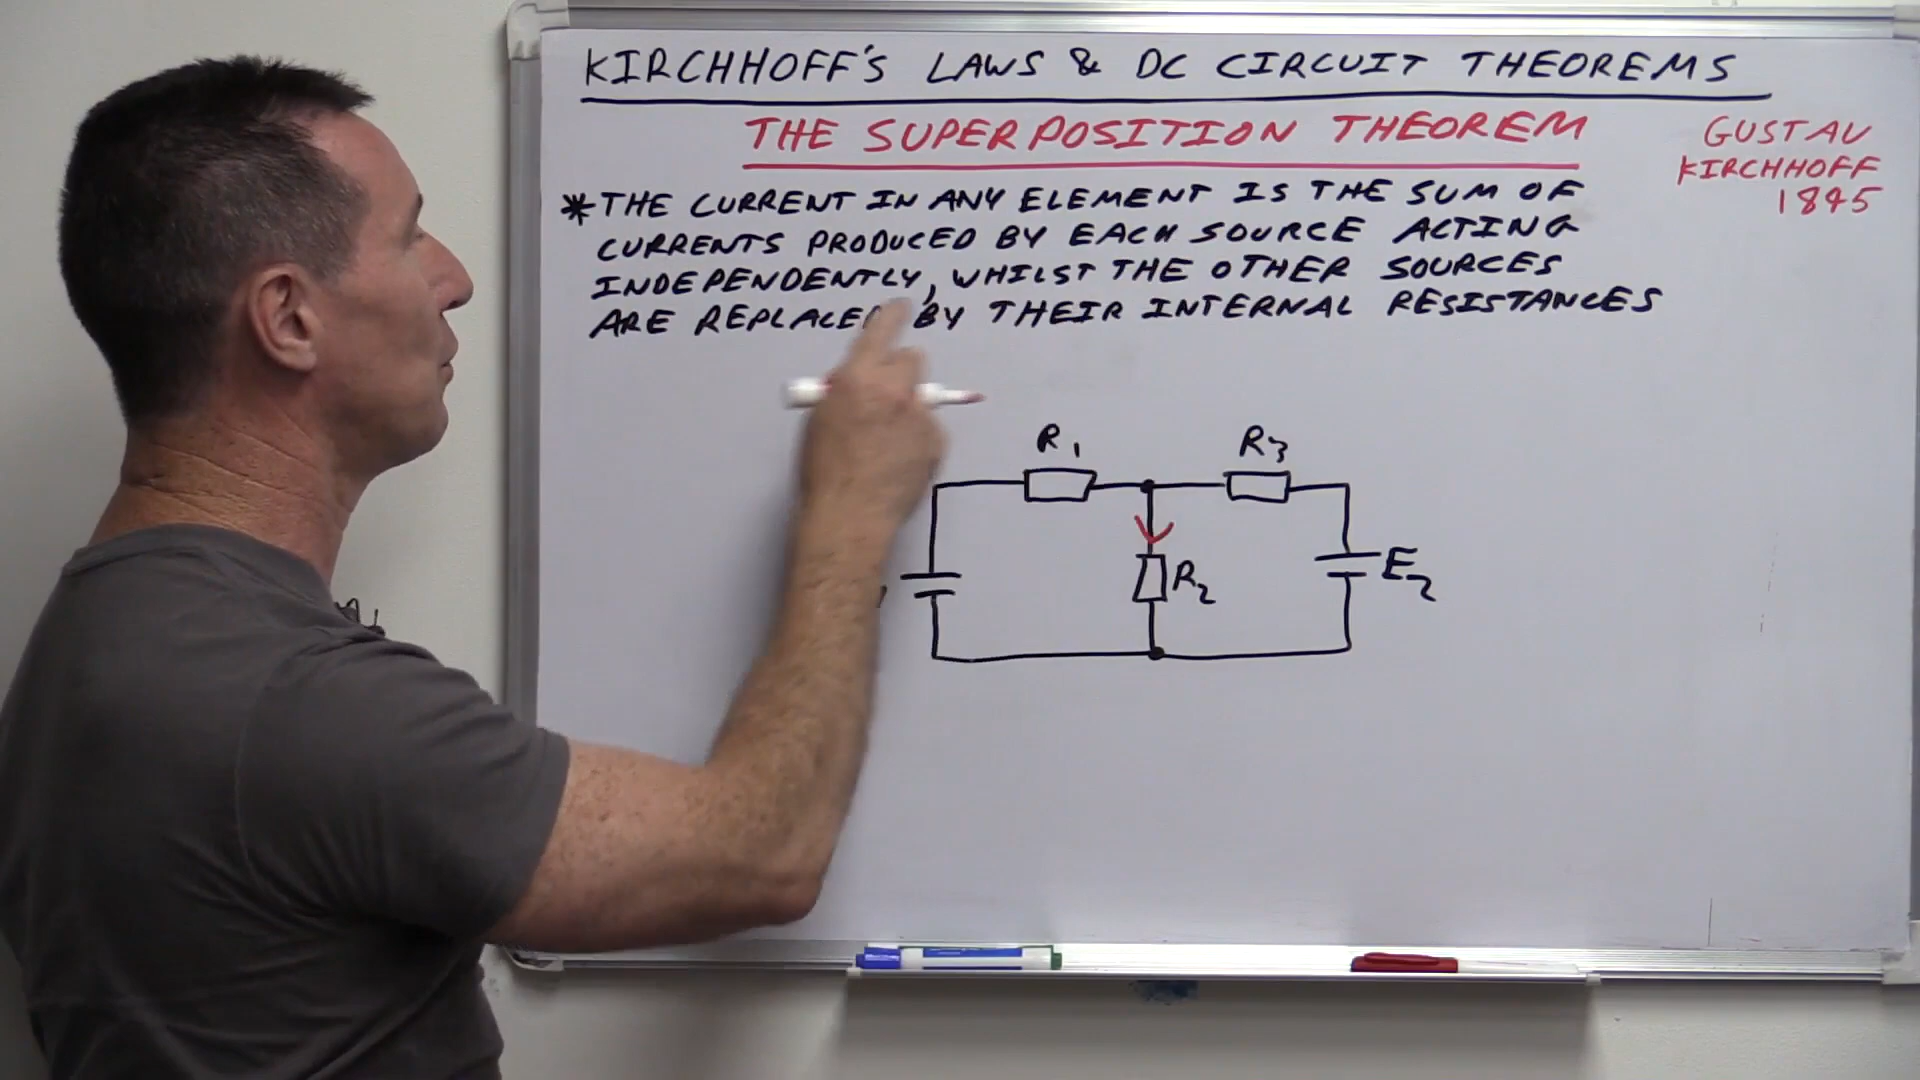 KIRCHHOFF'S LAWS & DC CIRCUIT THEOREMS
THE SUPERPOSITION THEOREM
GUSTAV
KIRCHHOFF
1845
*THE CURRENT IN ANY ELEMENT IS THE SUM OF
CURRENTS PRODUCED BY EACH SOURCE ACTING
INDEPENDENTLY, WHILST THE OTHER SOURCES
ARE REPLACED BY THEIR INTERNAL RESISTANCES
R1
R3
R2
E2